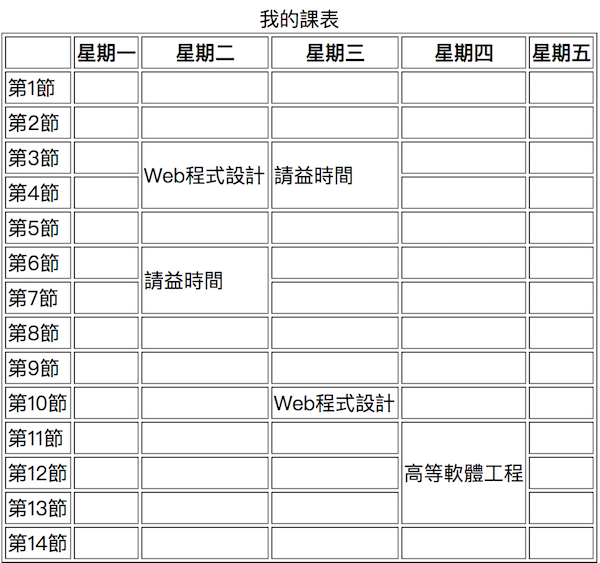 我的課表
星期一 星期二 星期三 星期四 星期五
第1節
第2節
第3節
Web程式設計 請益時間
第4節
第5節
第6節
請益時間
第7節
第8節
第9節
第10節 Web程式設計
第11節
第12節 高等軟體工程
第13節
第14節